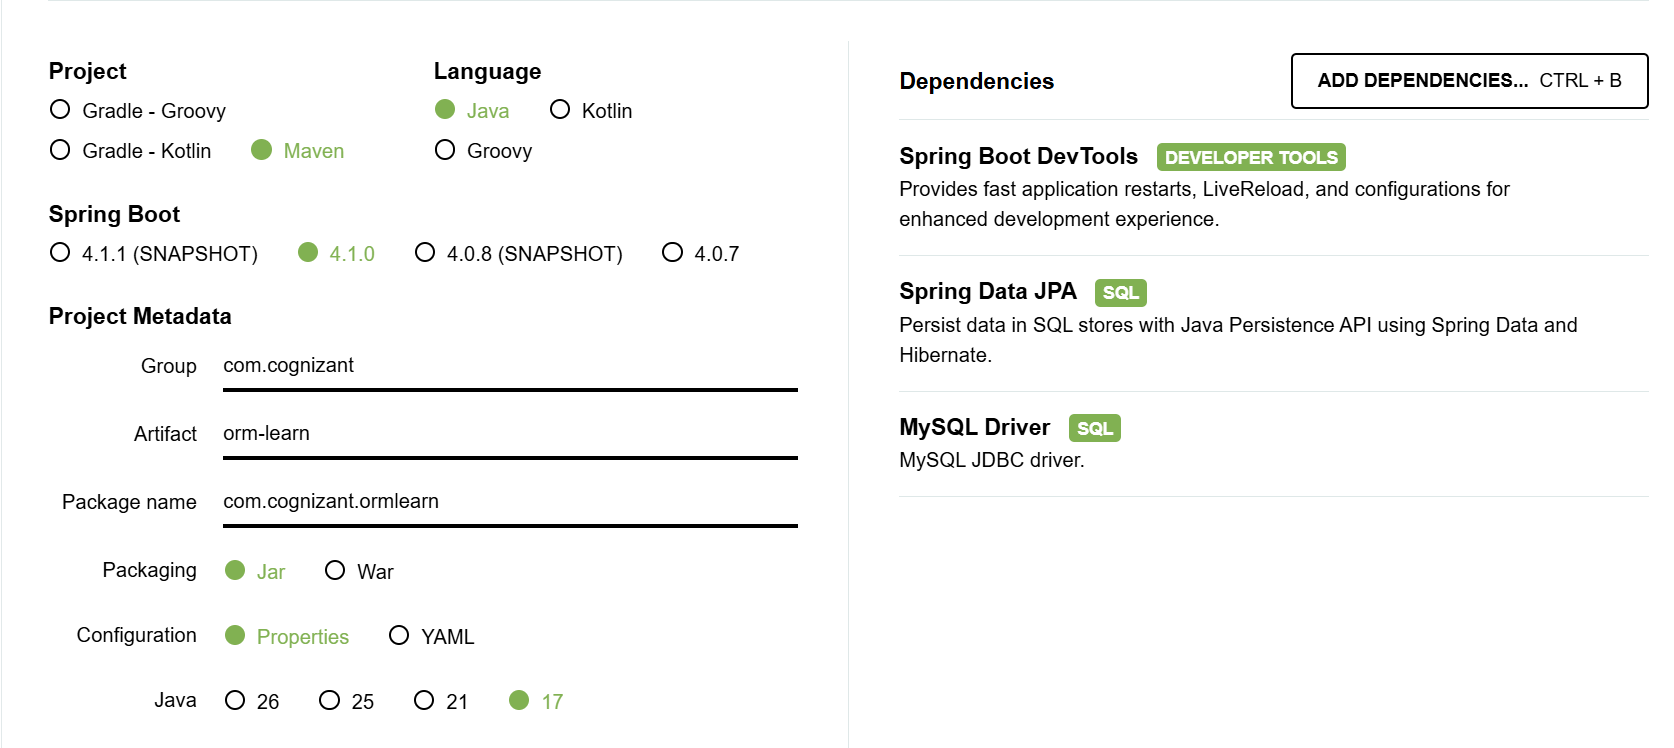 Project
Gradle - Groovy
Gradle - Kotlin Maven
Language
Java Kotlin
Groovy
Spring Boot
4.1.1 (SNAPSHOT) 4.1.0 4.0.8 (SNAPSHOT) 4.0.7
Project Metadata
Group com.cognizant
Artifact orm-learn
Package name com.cognizant.ormlearn
Packaging Jar War
Configuration Properties YAML
Java 26 25 21 17
Dependencies ADD DEPENDENCIES... CTRL + B
Spring Boot DevTools DEVELOPER TOOLS
Provides fast application restarts, LiveReload, and configurations for
enhanced development experience.
Spring Data JPA SQL
Persist data in SQL stores with Java Persistence API using Spring Data and
Hibernate.
MySQL Driver SQL
MySQL JDBC driver.